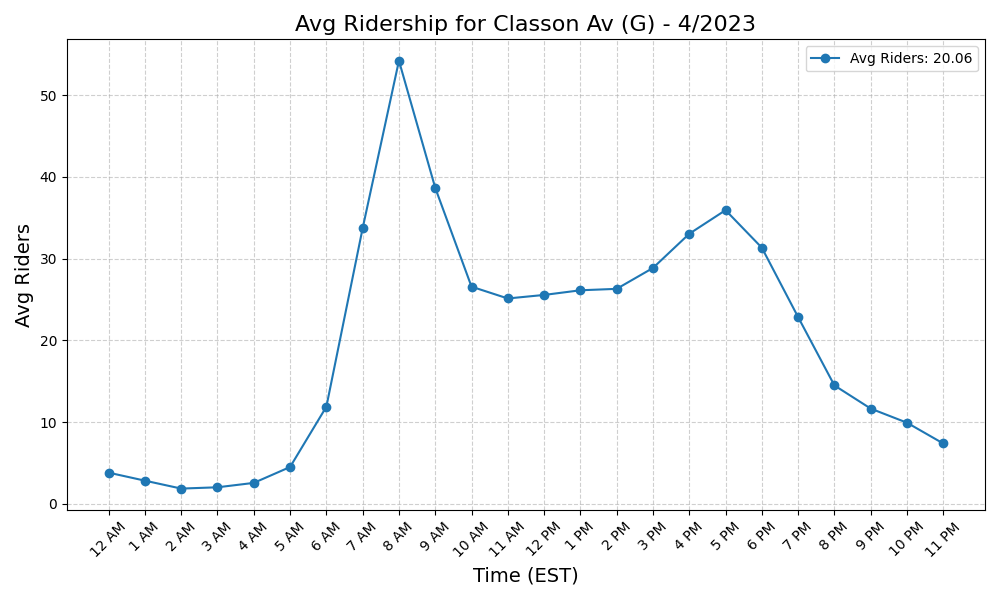 Avg Ridership for Classon Av (G) - 4/2023
Avg Riders: 20.06
Avg Riders
50
40
30
20
10
0
12 AM
1 AM
2 AM
3 AM
4 AM
5 AM
6 AM
7 AM
8 AM
9 AM
10 AM
11 AM
12 PM
1 PM
2 PM
3 PM
4 PM
5 PM
6 PM
7 PM
8 PM
9 PM
10 PM
11 PM
Time (EST)